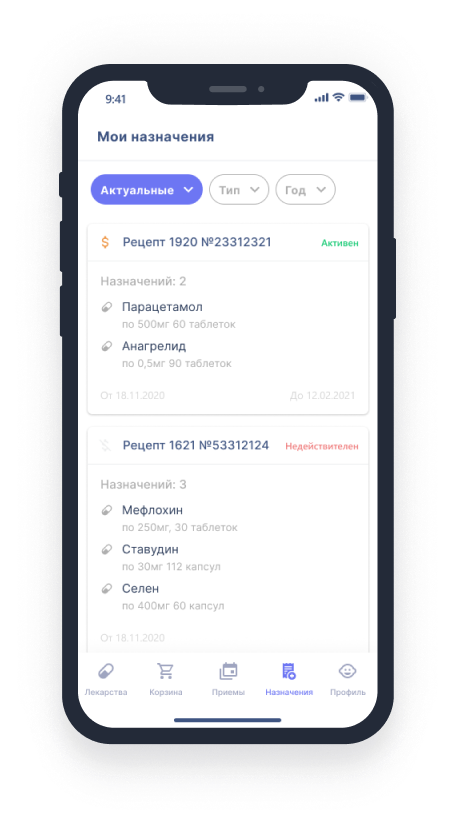 9:41
Мои назначения
Актуальные
Тип
Год
$ Рецепт 1920 №23312321 Активен
Назначений: 2
Парацетамол
по 500мг 60 таблеток
Анагрелид
по 0,5мг 90 таблеток
От 18.11.2020 До 12.02.2021
Рецепт 1621 №53312124 Недействителен
Назначений: 3
Мефлохин
по 250мг, 30 таблеток
Ставудин
по 30мг 112 капсул
Селен
по 400мг 60 капсул
От 18.11.2020
Лекарства Корзина Приемы Назначения Профиль